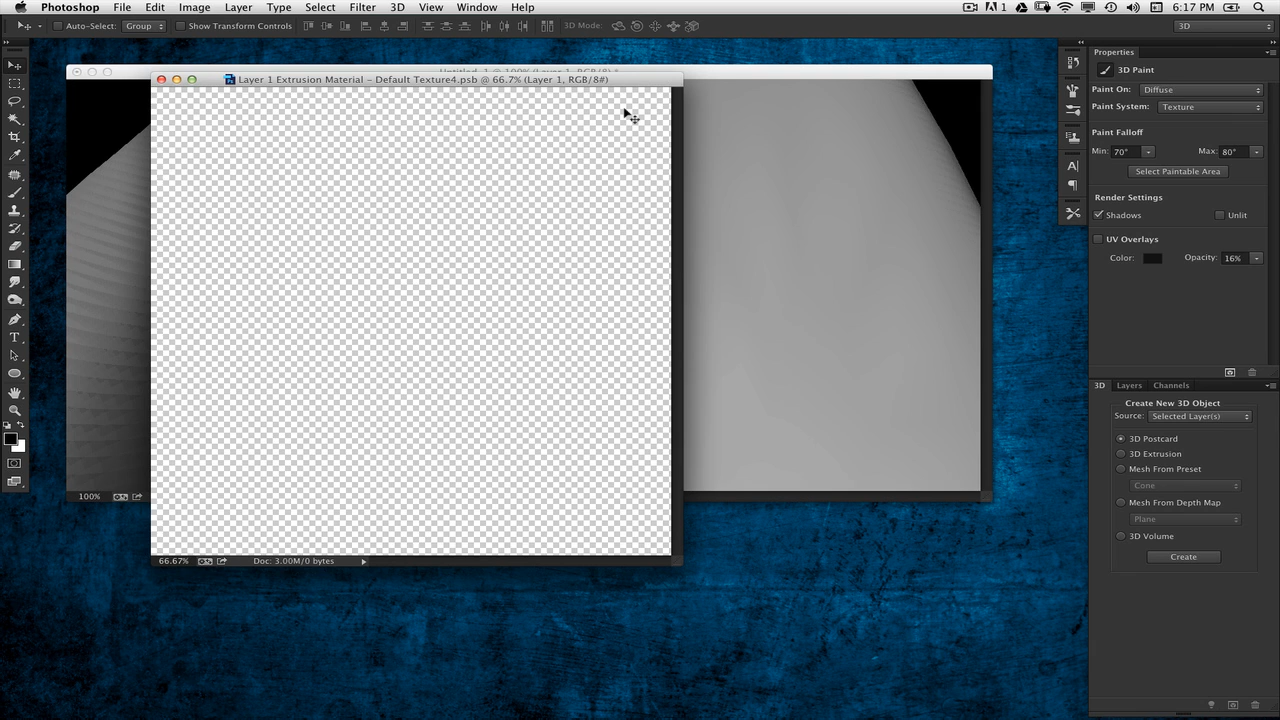 Photoshop File Edit Image Layer Type Select Filter 3D View Window Help 1 6:17 PM
Auto-Select: Group Show Transform Controls 3D Mode: 3D
Layer 1 Extrusion Material – Default Texture4.psb @ 66.7% (Layer 1, RGB/8#)
Properties
3D Paint
Paint On: Diffuse
Paint System: Texture
Paint Falloff
Min: 70° Max: 80°
Select Paintable Area
Render Settings
Shadows Unlit
UV Overlays
Color: Opacity: 16%
3D Layers Channels
Create New 3D Object
Source: Selected Layer(s)
3D Postcard
3D Extrusion
Mesh From Preset
Cone
Mesh From Depth Map
Plane
3D Volume
Create
100%
66.67% Doc: 3.00M/0 bytes